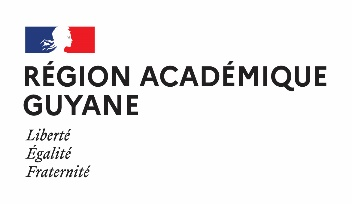 RÉGION ACADÉMIQUE
GUYANE
Liberté
Égalité
Fraternité